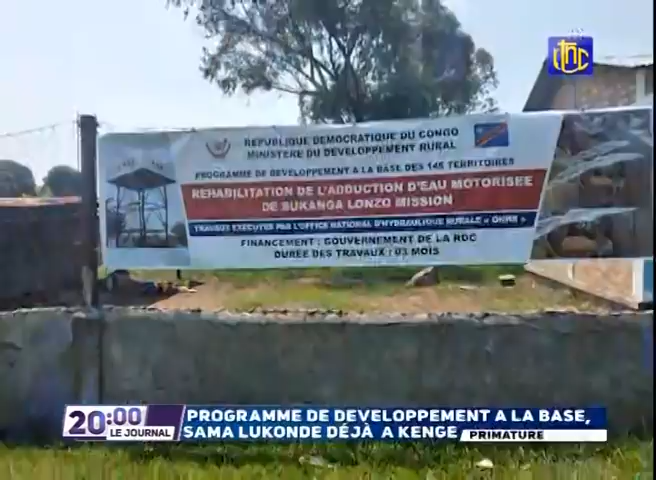 rtnc
REPUBLIQUE DEMOCRATIQUE DU CONGO
MINISTERE DU DEVELOPPEMENT RURAL
PROGRAMME DE DEVELOPPEMENT A LA BASE DES 145 TERRITOIRES
REHABILITATION DE L'ADDUCTION D'EAU MOTORISEE
DE BUKANGA LONZO MISSION
TRAVAUX EXECUTES PAR L'OFFICE NATIONAL D'HYDRAULIQUE RURALE « ONHR »
FINANCEMENT : GOUVERNEMENT DE LA RDC
DUREE DES TRAVAUX : 03 MOIS
20:00
LE JOURNAL
PROGRAMME DE DEVELOPPEMENT A LA BASE,
SAMA LUKONDE DÉJÀ A KENGE
PRIMATURE